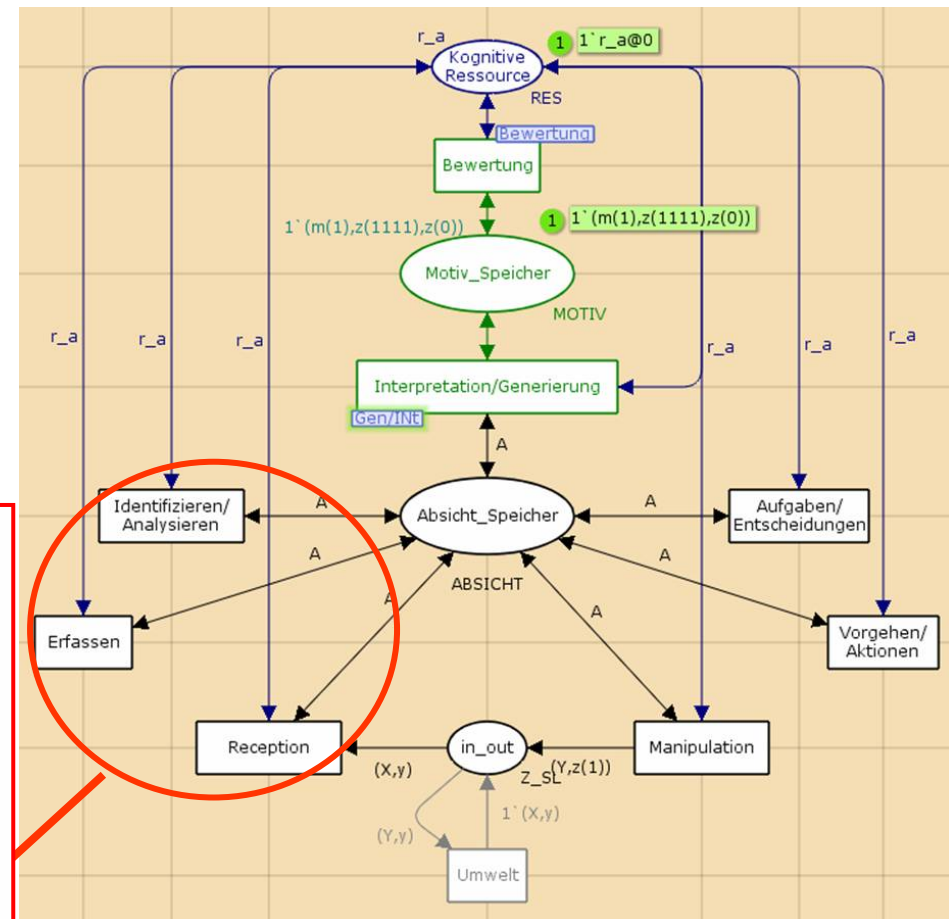 r_a
1 1`r_a@0
Kognitive
Ressource
RES
Bewertung
Bewertung
1`(m(1),z(1111),z(0))
1 1`(m(1),z(1111),z(0))
Motiv_Speicher
MOTIV
r_a
r_a
r_a
r_a
r_a
r_a
Interpretation/Generierung
Gen/INt
A
Identifizieren/
Analysieren
A
Absicht_Speicher
A
Aufgaben/
Entscheidungen
A
A
ABSICHT
A
A
Erfassen
Vorgehen/
Aktionen
Reception
in_out
Manipulation
(X,y)
Z_SL
(Y,z(1))
1`(X,y)
(Y,y)
Umwelt